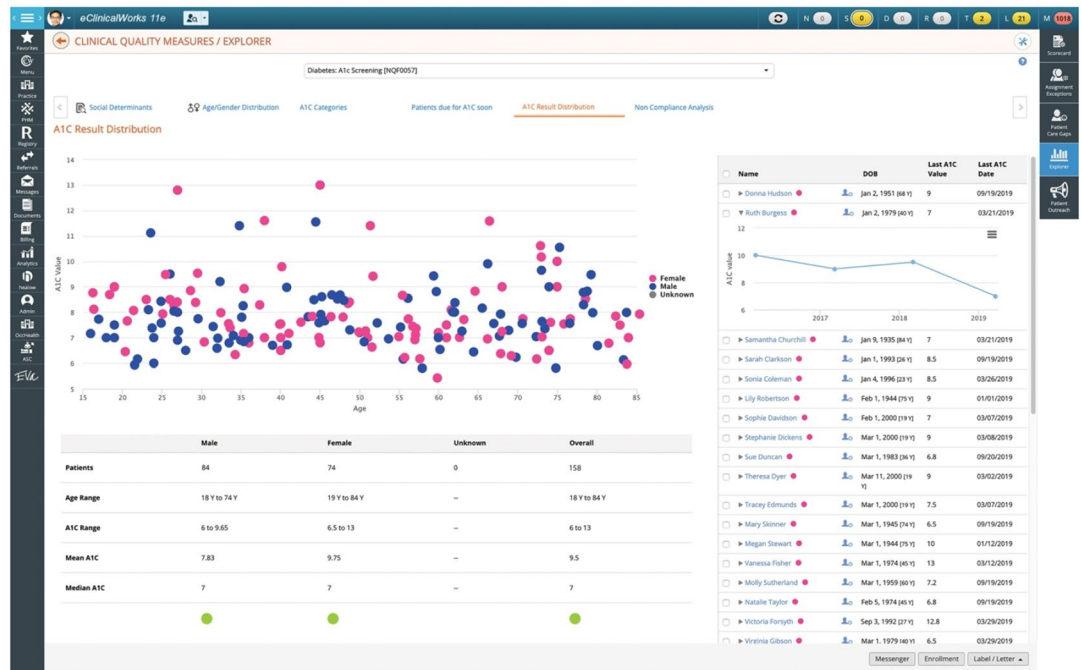 eClinicalWorks 11e
N 0 S 0 D 0 R 0 T 2 L 21 M 1018
Favorites
Menu
Practice
PHM
R
Registry
Referrals
Messages
Documents
Billing
Analytics
healow
Admin
OccHealth
ASC
EVA
CLINICAL QUALITY MEASURES / EXPLORER
Diabetes: A1c Screening [NQF0057]
Social Determinants Age/Gender Distribution A1C Categories Patients due for A1C soon A1C Result Distribution Non Compliance Analysis
A1C Result Distribution
14
13
12
11
10
9
8
7
6
5
A1C Value
15 20 25 30 35 40 45 50 55 60 65 70 75 80 85
Age
Female
Male
Unknown
Male Female Unknown Overall
Patients 84 74 0 158
Age Range 18 Y to 74 Y 19 Y to 84 Y -- 18 Y to 84 Y
A1C Range 6 to 9.65 6.5 to 13 -- 6 to 13
Mean A1C 7.83 9.75 -- 9.5
Median A1C 7 7 -- 7
Name DOB Last A1C Value Last A1C Date
Donna Hudson Jan 2, 1951 [68 Y] 9 09/19/2019
Ruth Burgess Jan 2, 1979 [40 Y] 7 03/21/2019
12
10
8
6
A1C value
2017 2018 2019
Samantha Churchill Jan 9, 1935 [84 Y] 7 03/21/2019
Sarah Clarkson Jan 1, 1993 [26 Y] 8.5 09/19/2019
Sonia Coleman Jan 4, 1996 [23 Y] 8.5 03/26/2019
Lily Robertson Feb 1, 1944 [75 Y] 9 01/01/2019
Sophie Davidson Feb 1, 2000 [19 Y] 7 03/07/2019
Stephanie Dickens Mar 1, 2000 [19 Y] 9 03/08/2019
Sue Duncan Mar 1, 1983 [36 Y] 6.8 09/20/2019
Theresa Dyer Mar 11, 2000 [19 Y] 9 03/02/2019
Tracey Edmunds Mar 1, 2000 [19 Y] 7.5 03/07/2019
Mary Skinner Mar 1, 1945 [74 Y] 6.5 09/19/2019
Megan Stewart Mar 1, 1944 [75 Y] 10 01/12/2019
Vanessa Fisher Mar 1, 1974 [45 Y] 13 03/12/2019
Molly Sutherland Mar 1, 1959 [60 Y] 7.2 09/19/2019
Natalie Taylor Feb 5, 1974 [45 Y] 6.8 09/19/2019
Victoria Forsyth Sep 3, 1992 [27 Y] 12.8 03/29/2019
Virginia Gibson Mar 1, 1979 [40 Y] 6.5 03/29/2019
Messenger Enrollment Label / Letter
Scorecard
Assignment Exceptions
Patient Care Gaps
Explorer
Patient Outreach